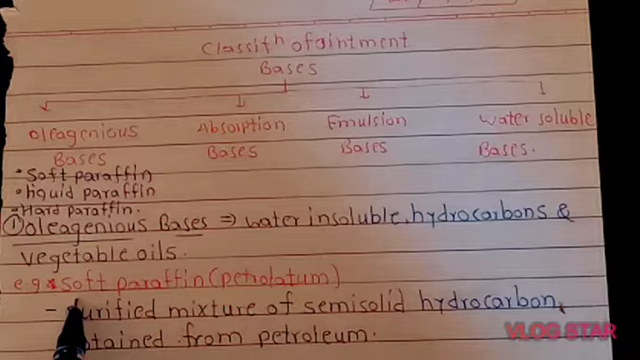 Classith of ointment
Bases
Oleagenious Bases
Absorption Bases
Emulsion Bases
water soluble Bases.
• Soft paraffin
• liquid paraffin
• Hard paraffin.
① oleagenious Bases ⇒ water insoluble, hydrocarbons &
vegetable oils.
e.g * Soft paraffin (petrolatum)
- purified mixture of semisolid hydrocarbon,
obtained from petroleum.
VLOG STAR